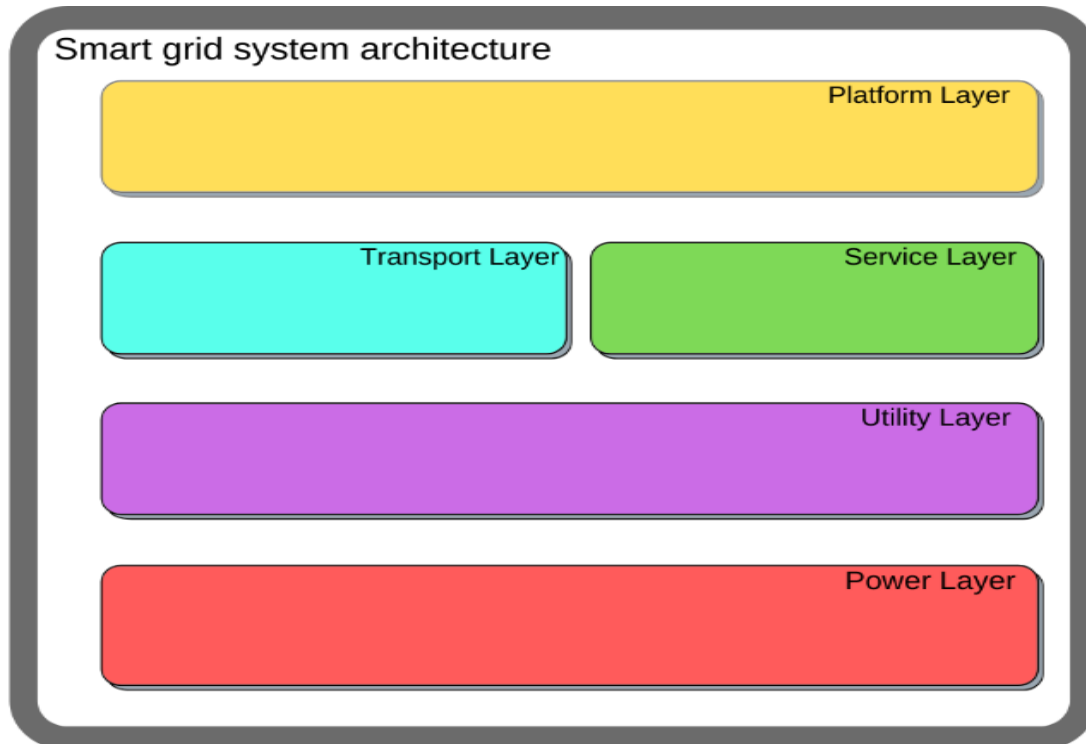 Smart grid system architecture
Platform Layer
Transport Layer
Service Layer
Utility Layer
Power Layer